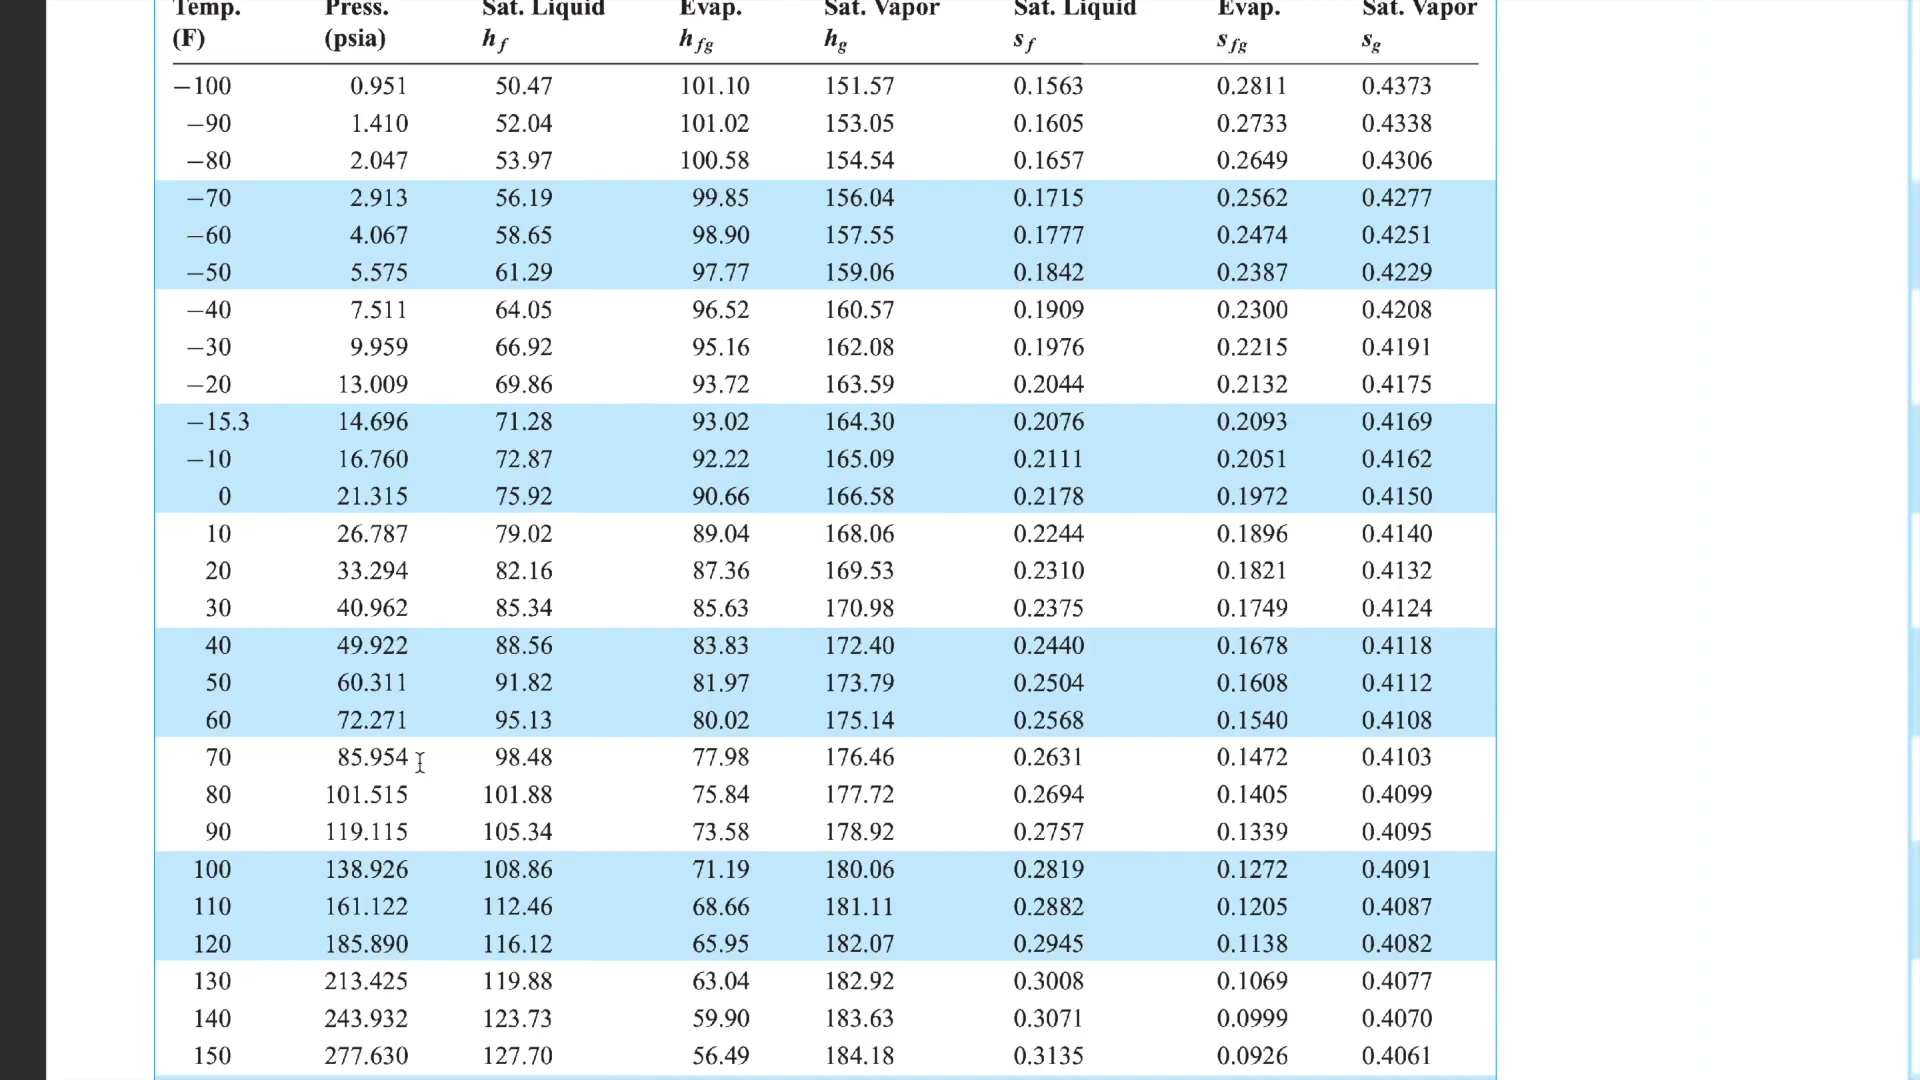 Temp. Press. Sat. Liquid Evap. Sat. Vapor Sat. Liquid Evap. Sat. Vapor
(F) (psia) hf hfg hg sf sfg sg
−100 0.951 50.47 101.10 151.57 0.1563 0.2811 0.4373
−90 1.410 52.04 101.02 153.05 0.1605 0.2733 0.4338
−80 2.047 53.97 100.58 154.54 0.1657 0.2649 0.4306
−70 2.913 56.19 99.85 156.04 0.1715 0.2562 0.4277
−60 4.067 58.65 98.90 157.55 0.1777 0.2474 0.4251
−50 5.575 61.29 97.77 159.06 0.1842 0.2387 0.4229
−40 7.511 64.05 96.52 160.57 0.1909 0.2300 0.4208
−30 9.959 66.92 95.16 162.08 0.1976 0.2215 0.4191
−20 13.009 69.86 93.72 163.59 0.2044 0.2132 0.4175
−15.3 14.696 71.28 93.02 164.30 0.2076 0.2093 0.4169
−10 16.760 72.87 92.22 165.09 0.2111 0.2051 0.4162
0 21.315 75.92 90.66 166.58 0.2178 0.1972 0.4150
10 26.787 79.02 89.04 168.06 0.2244 0.1896 0.4140
20 33.294 82.16 87.36 169.53 0.2310 0.1821 0.4132
30 40.962 85.34 85.63 170.98 0.2375 0.1749 0.4124
40 49.922 88.56 83.83 172.40 0.2440 0.1678 0.4118
50 60.311 91.82 81.97 173.79 0.2504 0.1608 0.4112
60 72.271 95.13 80.02 175.14 0.2568 0.1540 0.4108
70 85.954 98.48 77.98 176.46 0.2631 0.1472 0.4103
80 101.515 101.88 75.84 177.72 0.2694 0.1405 0.4099
90 119.115 105.34 73.58 178.92 0.2757 0.1339 0.4095
100 138.926 108.86 71.19 180.06 0.2819 0.1272 0.4091
110 161.122 112.46 68.66 181.11 0.2882 0.1205 0.4087
120 185.890 116.12 65.95 182.07 0.2945 0.1138 0.4082
130 213.425 119.88 63.04 182.92 0.3008 0.1069 0.4077
140 243.932 123.73 59.90 183.63 0.3071 0.0999 0.4070
150 277.630 127.70 56.49 184.18 0.3135 0.0926 0.4061